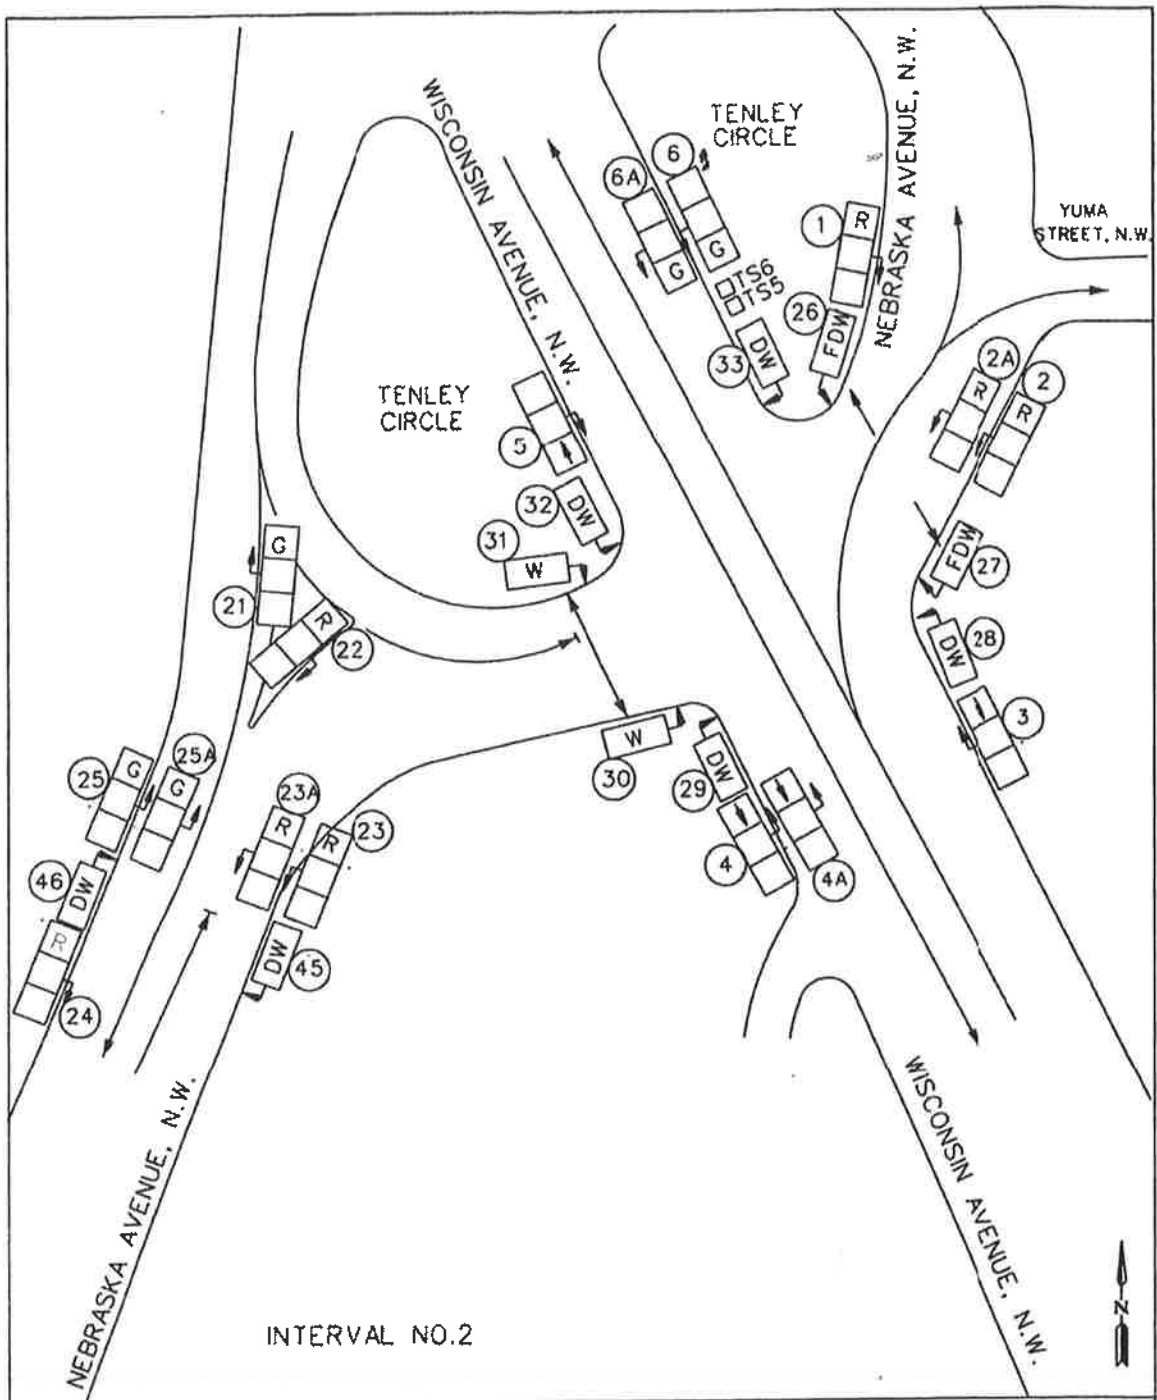 WISCONSIN AVENUE, N.W.
TENLEY
CIRCLE
NEBRASKA AVENUE, N.W.
YUMA
STREET, N.W.
6
6A
G
G
TS6
TS5
1
R
26
FDW
33
DW
2A
R
2
R
TENLEY
CIRCLE
5
32
DW
31
W
FDW
27
DW
28
3
G
21
R
22
30
W
29
DW
4
4A
25
G
25A
G
23A
R
23
R
46
DW
R
24
DW
45
NEBRASKA AVENUE, N.W.
WISCONSIN AVENUE, N.W.
INTERVAL NO.2
N